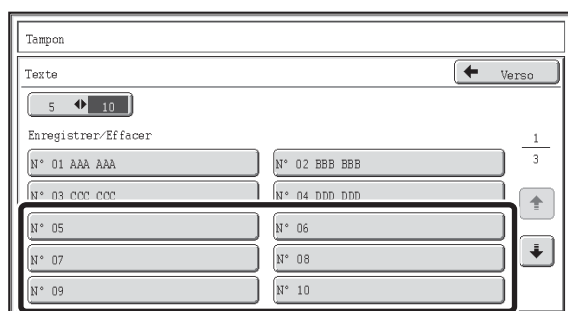 Tampon
Texte
Verso
5 10
Enregistrer/Effacer
1
3
N° 01 AAA AAA N° 02 BBB BBB
N° 03 CCC CCC N° 04 DDD DDD
N° 05 N° 06
N° 07 N° 08
N° 09 N° 10